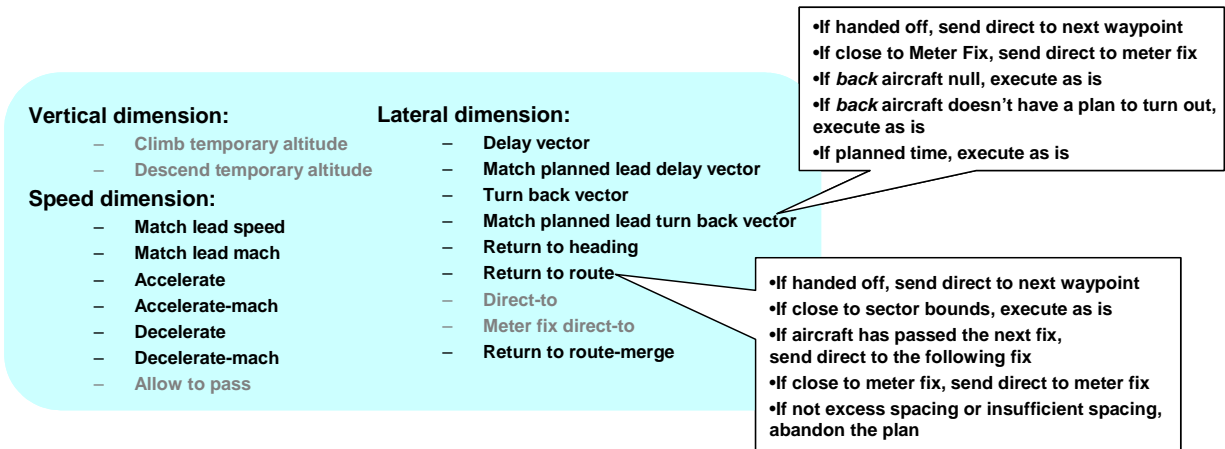 Vertical dimension:
– Climb temporary altitude
– Descend temporary altitude
Speed dimension:
– Match lead speed
– Match lead mach
– Accelerate
– Accelerate-mach
– Decelerate
– Decelerate-mach
– Allow to pass
Lateral dimension:
– Delay vector
– Match planned lead delay vector
– Turn back vector
– Match planned lead turn back vector
– Return to heading
– Return to route
– Direct-to
– Meter fix direct-to
– Return to route-merge
•If handed off, send direct to next waypoint
•If close to Meter Fix, send direct to meter fix
•If back aircraft null, execute as is
•If back aircraft doesn't have a plan to turn out,
execute as is
•If planned time, execute as is
•If handed off, send direct to next waypoint
•If close to sector bounds, execute as is
•If aircraft has passed the next fix,
send direct to the following fix
•If close to meter fix, send direct to meter fix
•If not excess spacing or insufficient spacing,
abandon the plan